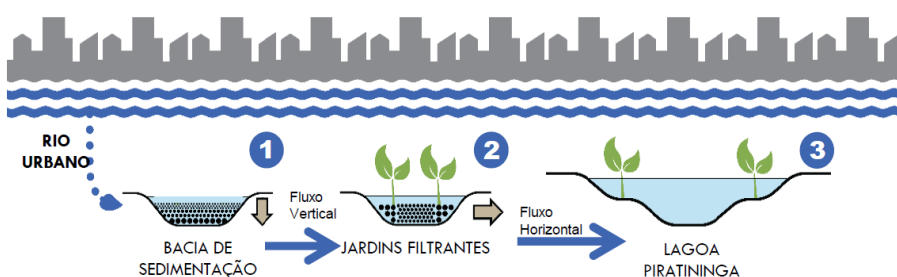 RIO
URBANO
1
Fluxo
Vertical
BACIA DE
SEDIMENTAÇÃO
2
JARDINS FILTRANTES
Fluxo
Horizontal
3
LAGOA
PIRATININGA